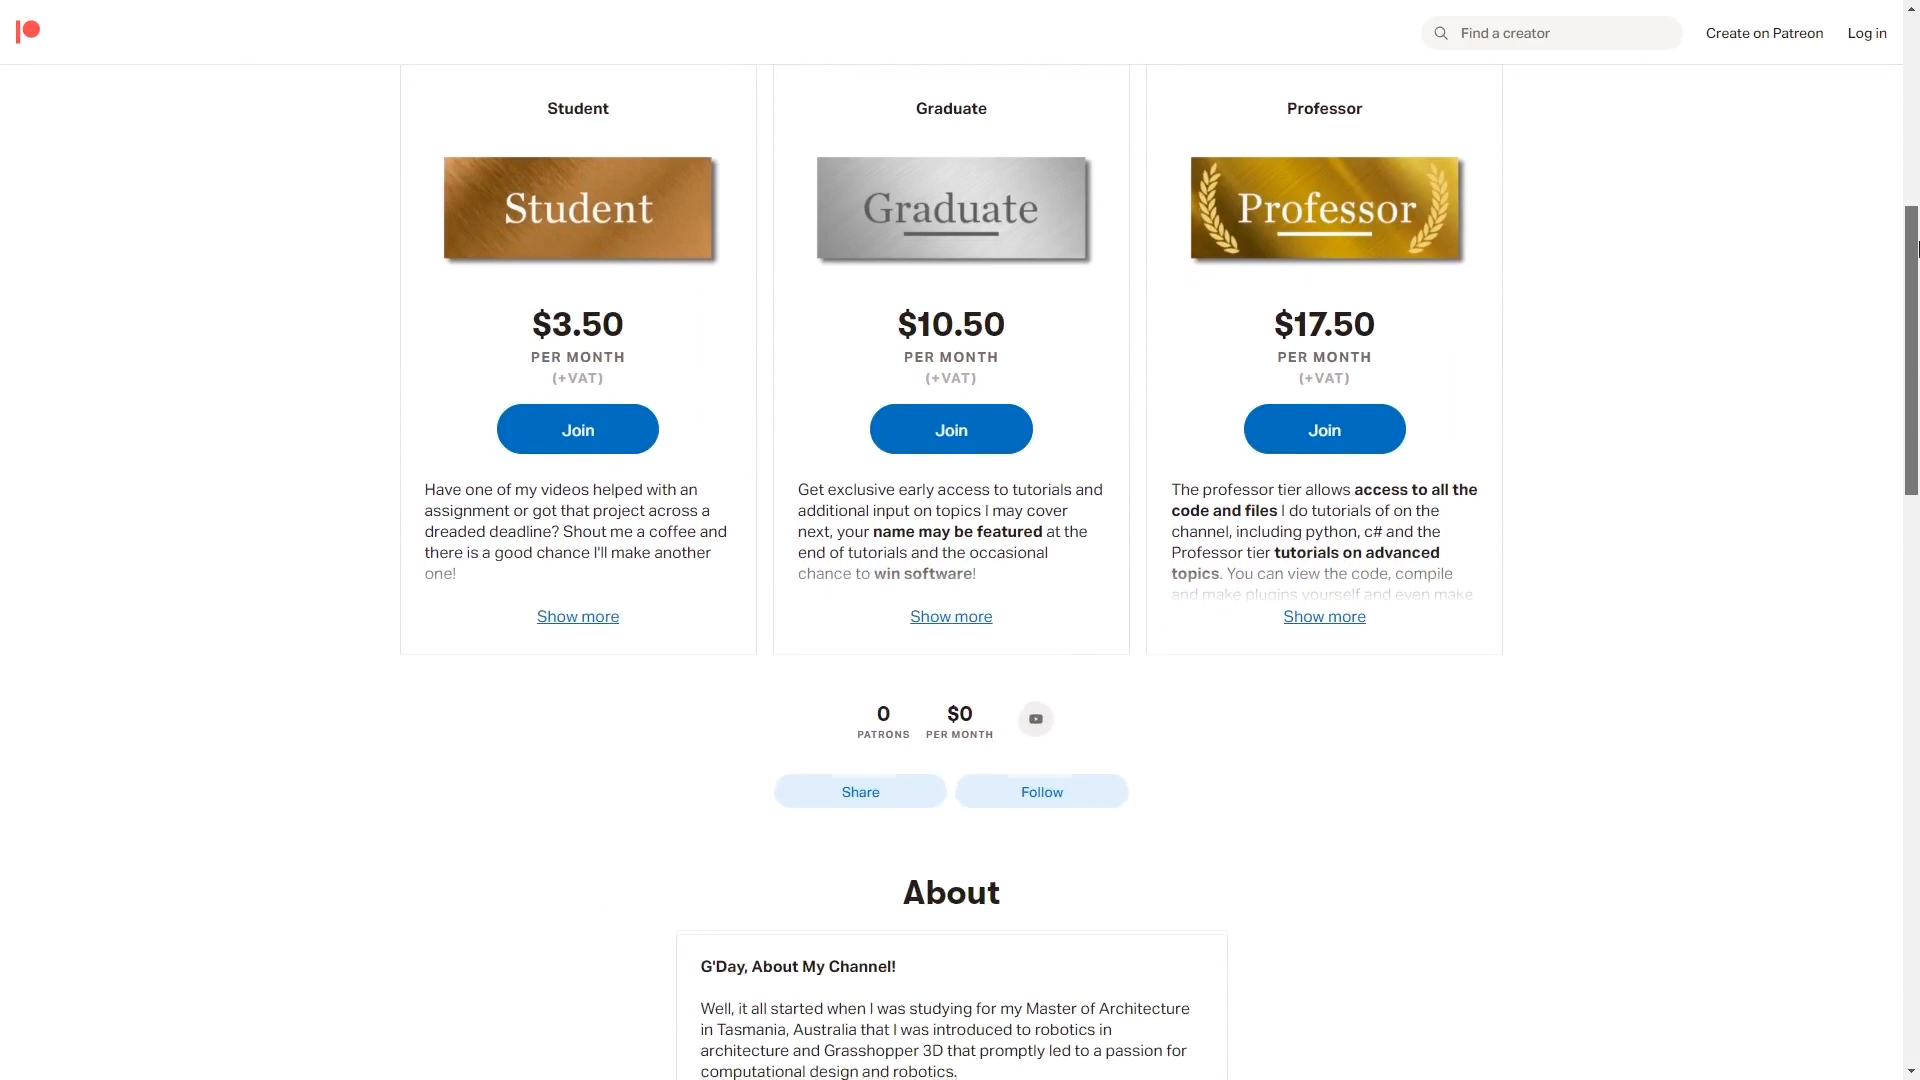 Find a creator
Create on Patreon
Log in
Student
Graduate
Professor
Student
Graduate
Professor
$3.50
PER MONTH
(+VAT)
Join
Have one of my videos helped with an
assignment or got that project across a
dreaded deadline? Shout me a coffee and
there is a good chance I'll make another
one!
Show more
$10.50
PER MONTH
(+VAT)
Join
Get exclusive early access to tutorials and
additional input on topics I may cover
next, your name may be featured at the
end of tutorials and the occasional
chance to win software!
Show more
$17.50
PER MONTH
(+VAT)
Join
The professor tier allows access to all the
code and files I do tutorials of on the
channel, including python, c# and the
Professor tier tutorials on advanced
topics. You can view the code, compile
and make plugins yourself and even make
Show more
0
PATRONS
$0
PER MONTH
Share
Follow
About
G'Day, About My Channel!
Well, it all started when I was studying for my Master of Architecture
in Tasmania, Australia that I was introduced to robotics in
architecture and Grasshopper 3D that promptly led to a passion for
computational design and robotics.